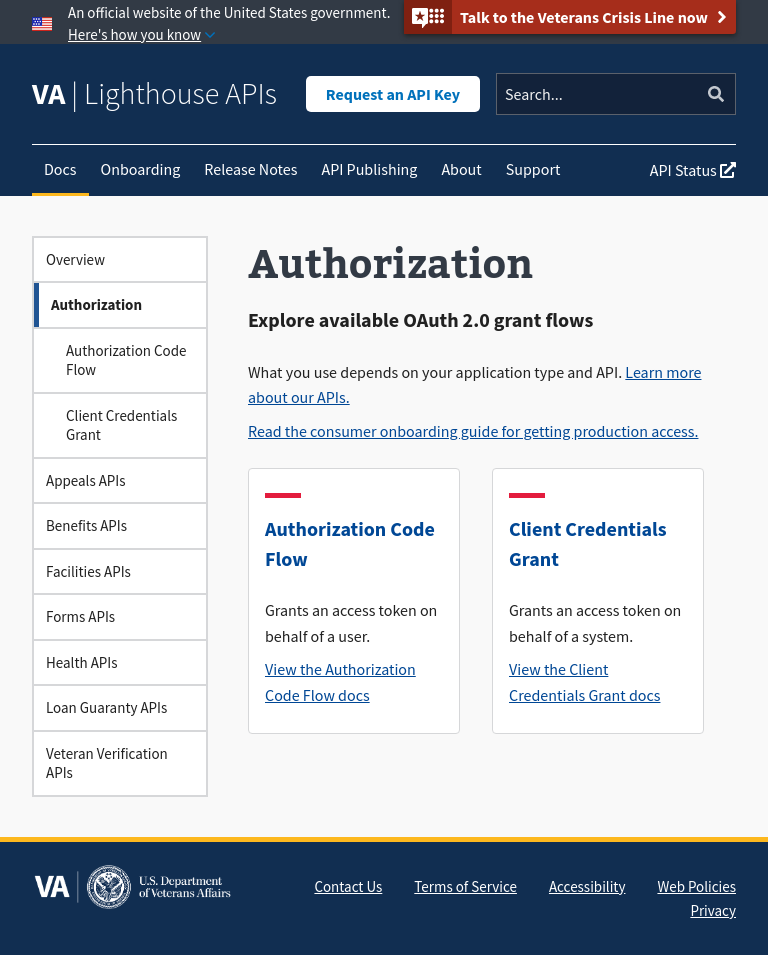 An official website of the United States government.
Here's how you know
Talk to the Veterans Crisis Line now
VA | Lighthouse APIs
Request an API Key
Search...
Docs
Onboarding
Release Notes
API Publishing
About
Support
API Status
Overview
Authorization
Authorization Code
Flow
Client Credentials
Grant
Appeals APIs
Benefits APIs
Facilities APIs
Forms APIs
Health APIs
Loan Guaranty APIs
Veteran Verification
APIs
Authorization
Explore available OAuth 2.0 grant flows
What you use depends on your application type and API. Learn more
about our APIs.
Read the consumer onboarding guide for getting production access.
Authorization Code
Flow
Grants an access token on
behalf of a user.
View the Authorization
Code Flow docs
Client Credentials
Grant
Grants an access token on
behalf of a system.
View the Client
Credentials Grant docs
VA
U.S. Department
of Veterans Affairs
Contact Us
Terms of Service
Accessibility
Web Policies
Privacy